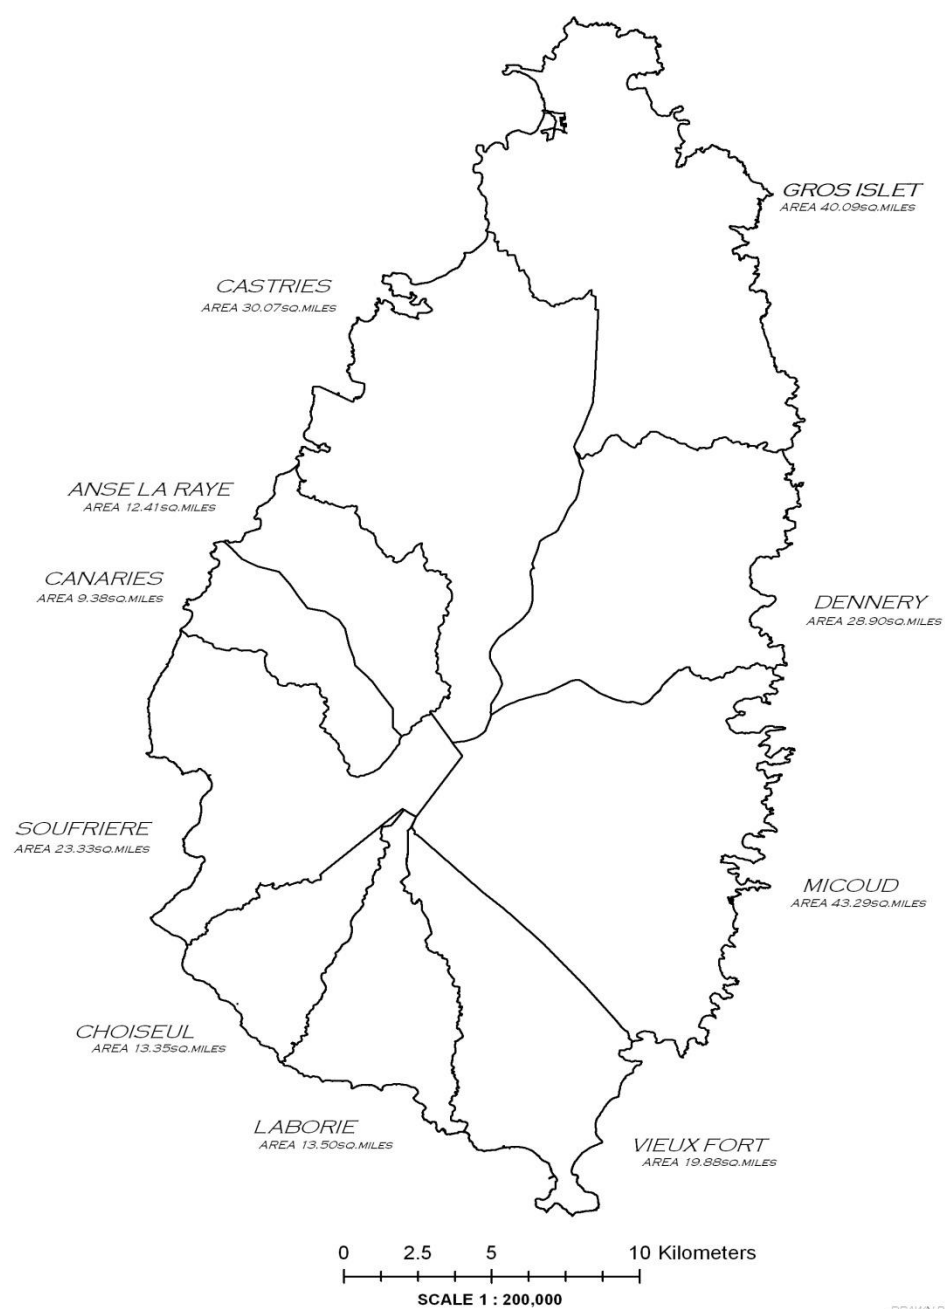 GROS ISLET
AREA 40.09SQ.MILES
CASTRIES
AREA 30.07SQ.MILES
ANSE LA RAYE
AREA 12.41SQ.MILES
CANARIES
AREA 9.38SQ.MILES
DENNERY
AREA 28.90SQ.MILES
SOUFRIERE
AREA 23.33SQ.MILES
MICOUD
AREA 43.29SQ.MILES
CHOISEUL
AREA 13.35SQ.MILES
LABORIE
AREA 13.50SQ.MILES
VIEUX FORT
AREA 19.88SQ.MILES
0 2.5 5 10 Kilometers
SCALE 1 : 200,000